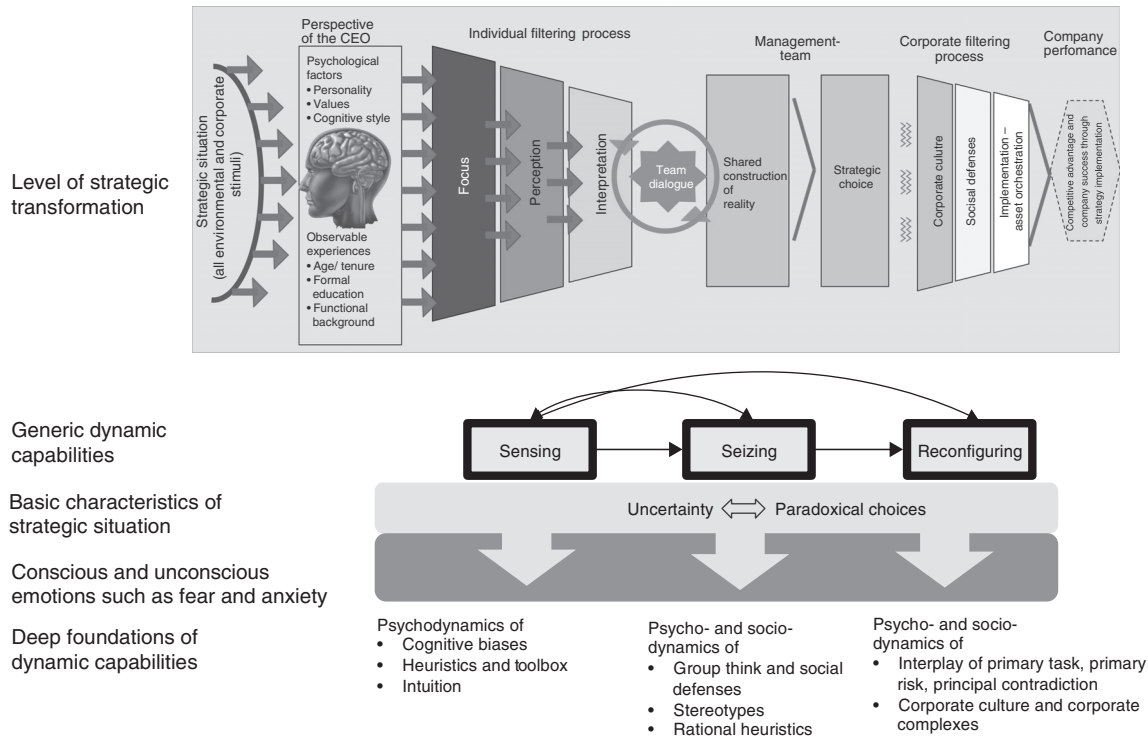 Perspective
of the CEO
Individual filtering process
Management-
team
Corporate filtering
process
Company
perfomance
Level of strategic
transformation
Strategic situation
(all environmental and corporate
stimuli)
Psychological
factors
• Personality
• Values
• Cognitive style
Observable
experiences
• Age/ tenure
• Formal
education
• Functional
background
Focus
Perception
Interpretation
Team
dialogue
Shared
construction
of
reality
Strategic
choice
Corporate culutre
Socisal defenses
Implementation –
asset orchestration
Competitive advantage and
company success through
strategy implementation
Generic dynamic
capabilities
Sensing
Seizing
Reconfiguring
Basic characteristics of
strategic situation
Uncertainty
Paradoxical choices
Conscious and unconscious
emotions such as fear and anxiety
Deep foundations of
dynamic capabilities
Psychodynamics of
• Cognitive biases
• Heuristics and toolbox
• Intuition
Psycho- and socio-
dynamics of
• Group think and social
defenses
• Stereotypes
• Rational heuristics
Psycho- and socio-
dynamics of
• Interplay of primary task, primary
risk, principal contradiction
• Corporate culture and corporate
complexes